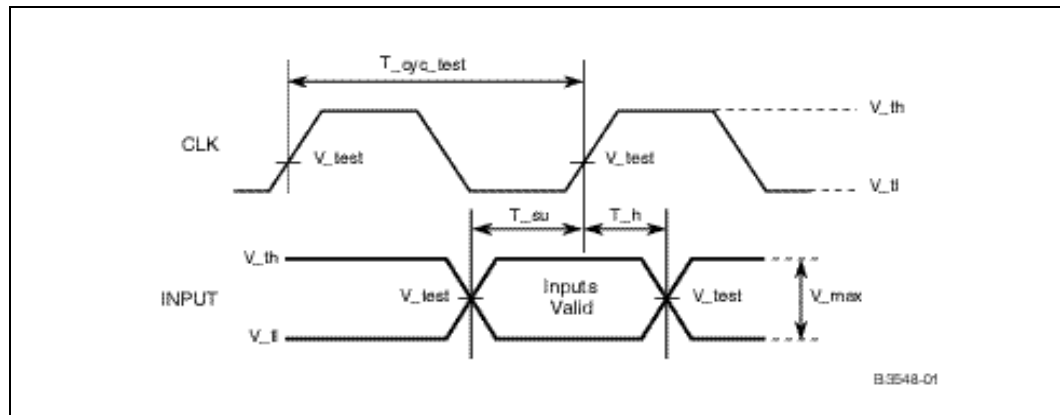 T_cyc_test
V_th
CLK
V_test
V_test
V_tl
T_su
T_h
V_th
INPUT
V_test
Inputs
Valid
V_test
V_max
V_tl
B3548-01